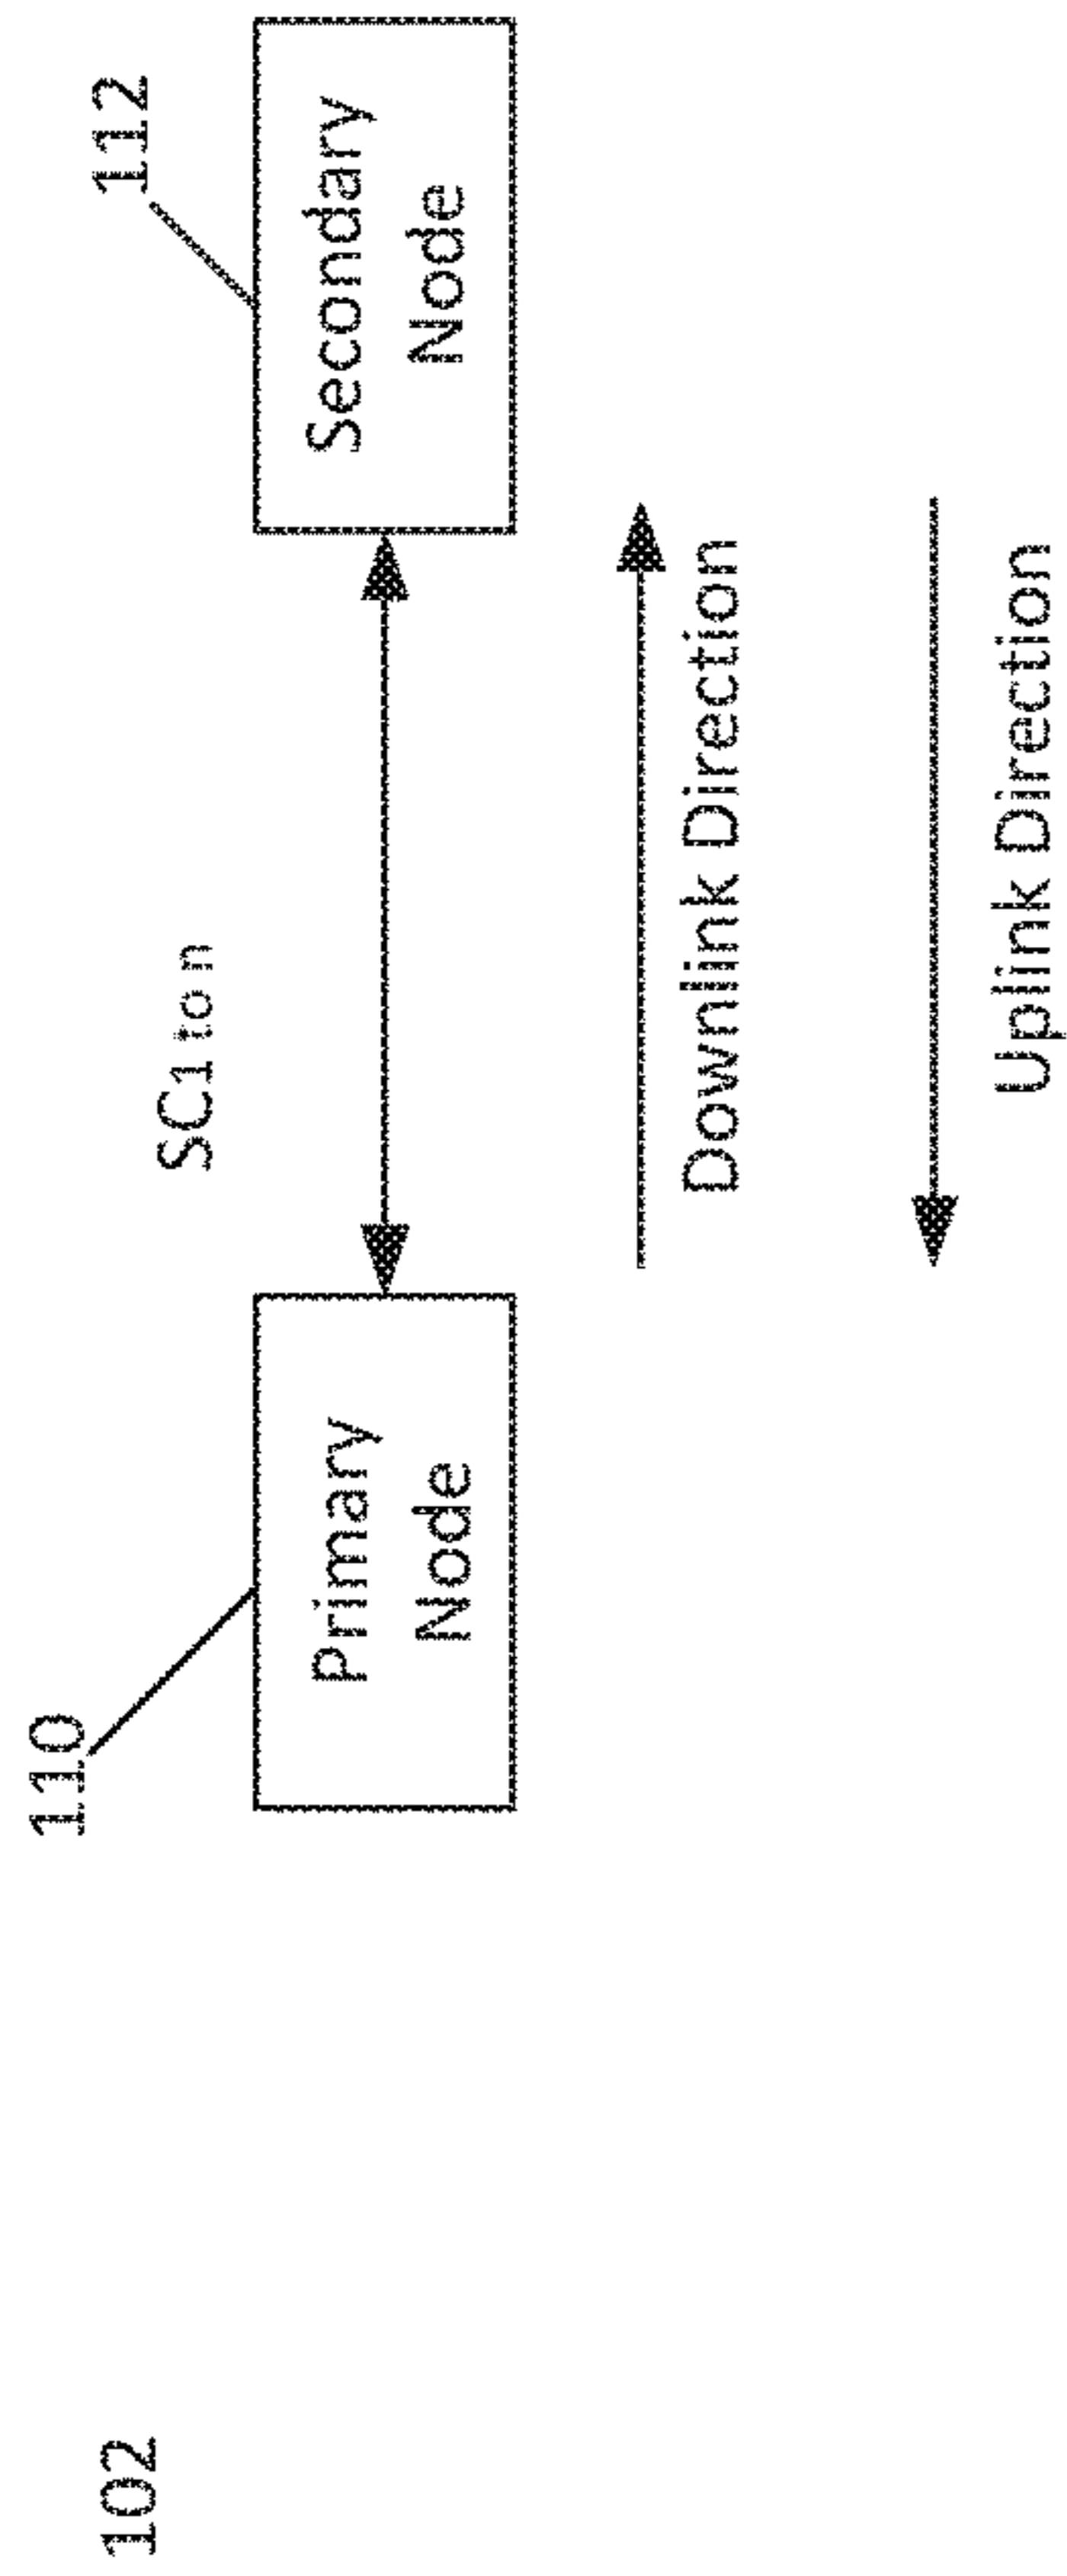 102
110
112
SC1 to n
Primary
Node
Secondary
Node
Downlink Direction
Uplink Direction